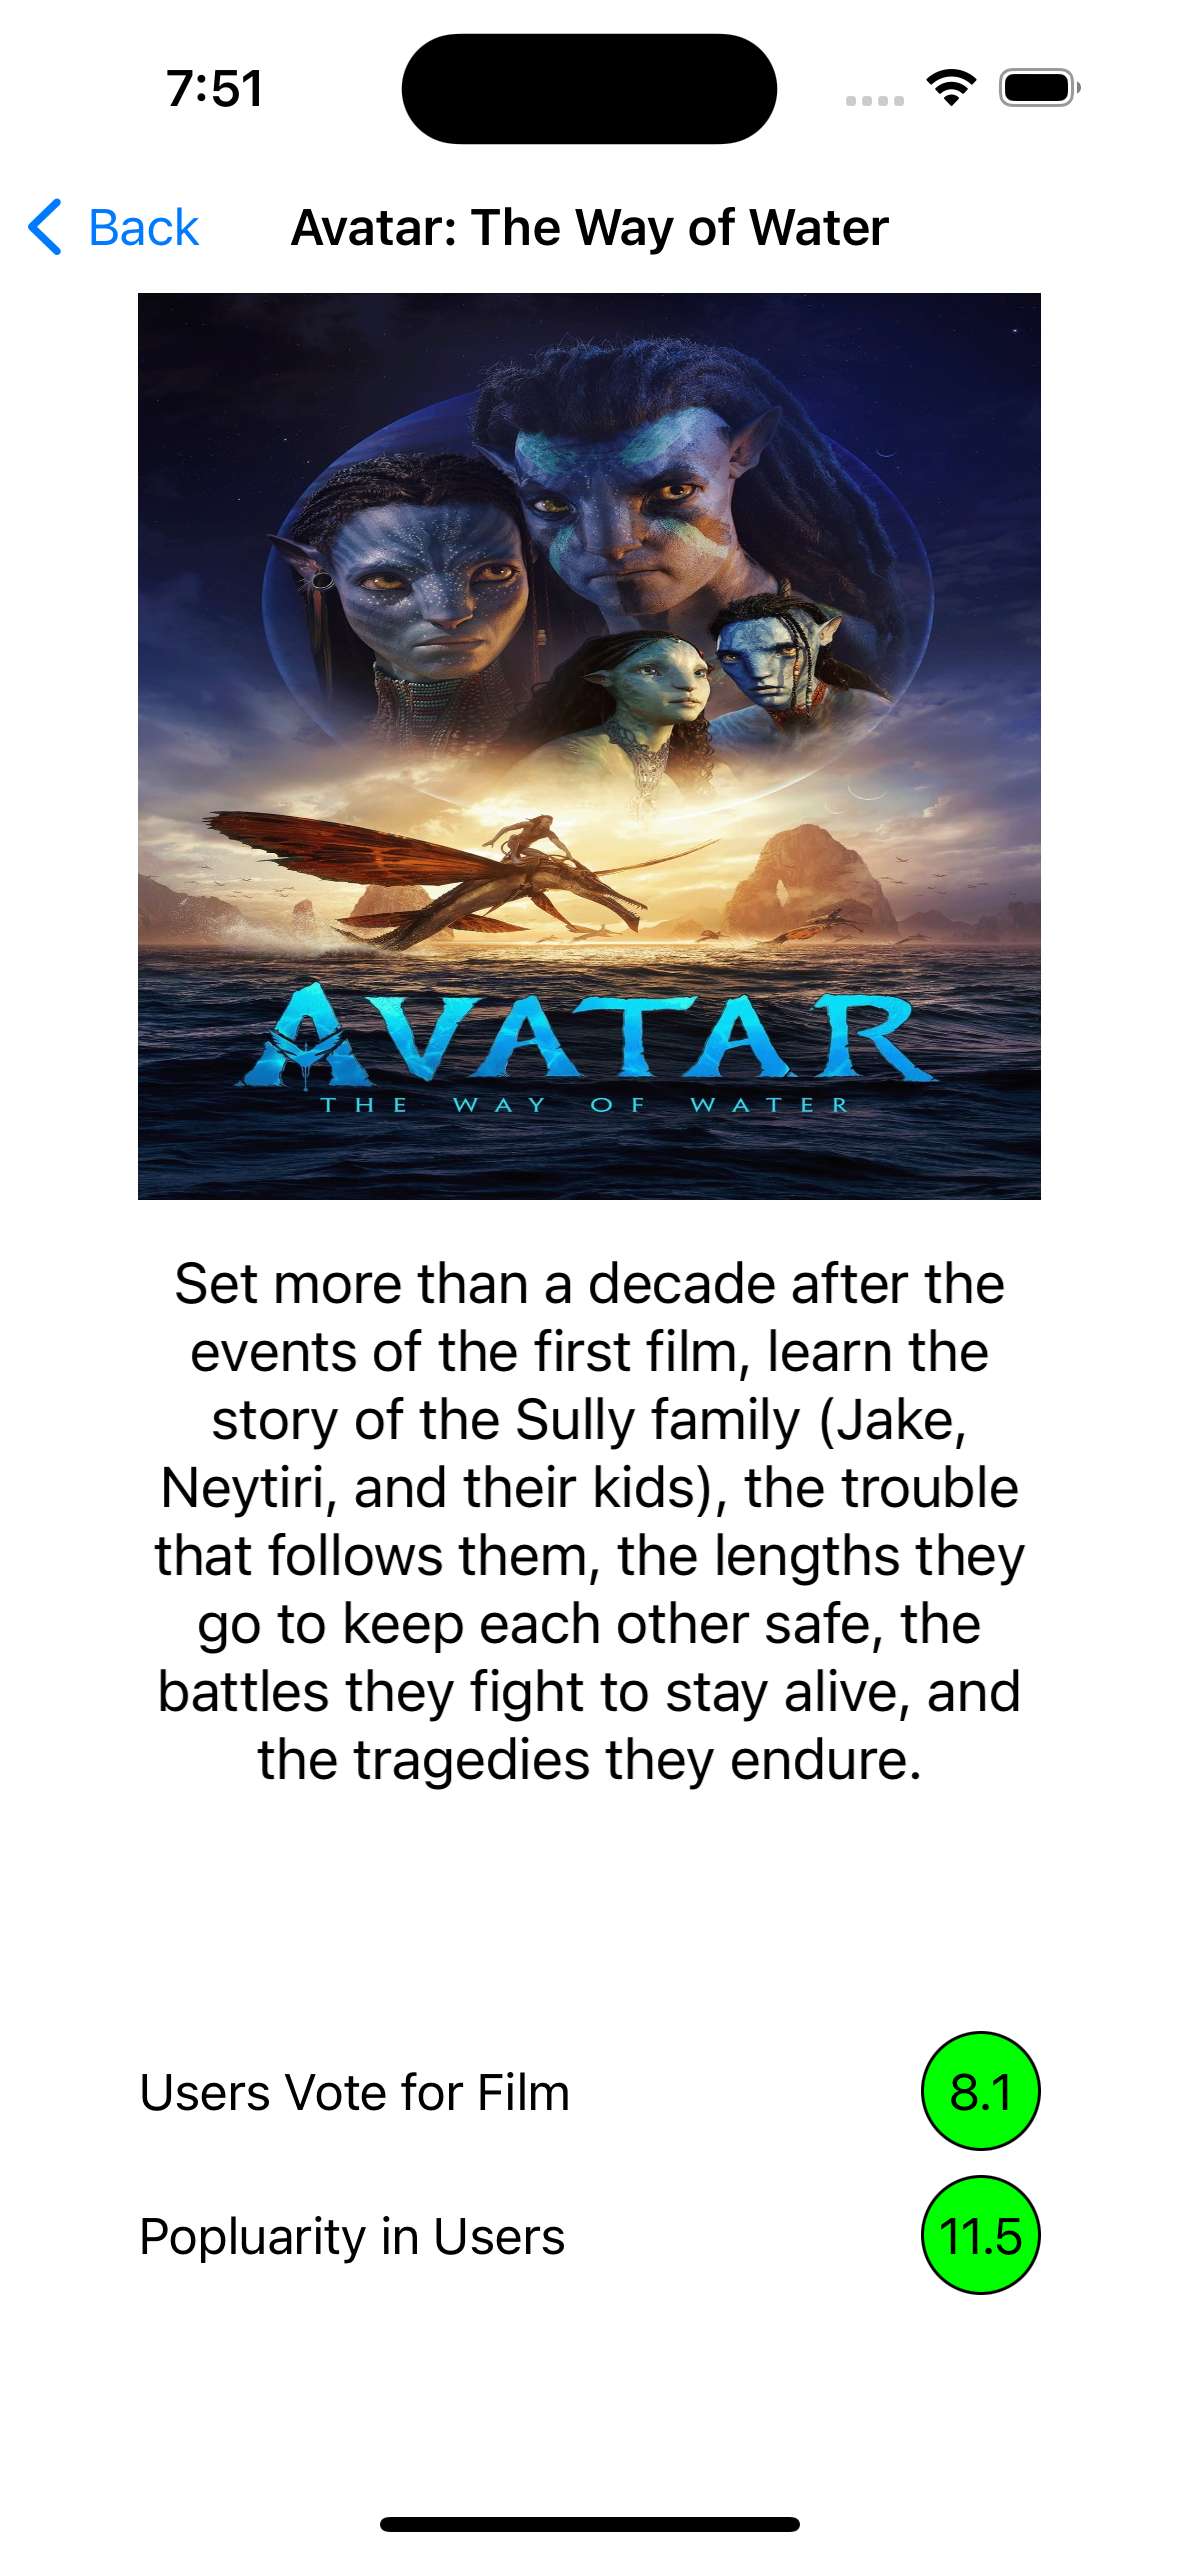 7:51
Back
Avatar: The Way of Water
AVATAR
THE WAY OF WATER
Set more than a decade after the
events of the first film, learn the
story of the Sully family (Jake,
Neytiri, and their kids), the trouble
that follows them, the lengths they
go to keep each other safe, the
battles they fight to stay alive, and
the tragedies they endure.
Users Vote for Film
8.1
Popluarity in Users
11.5